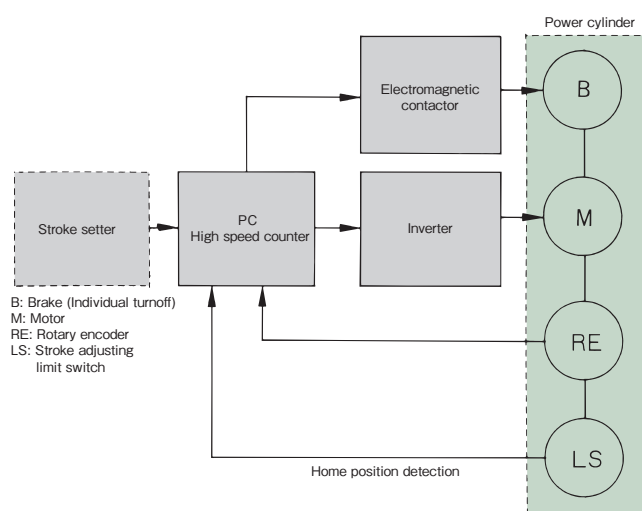 Power cylinder
Electromagnetic
contactor
B
Stroke setter
PC
High speed counter
Inverter
M
B: Brake (Individual turnoff)
M: Motor
RE: Rotary encoder
LS: Stroke adjusting
limit switch
RE
LS
Home position detection